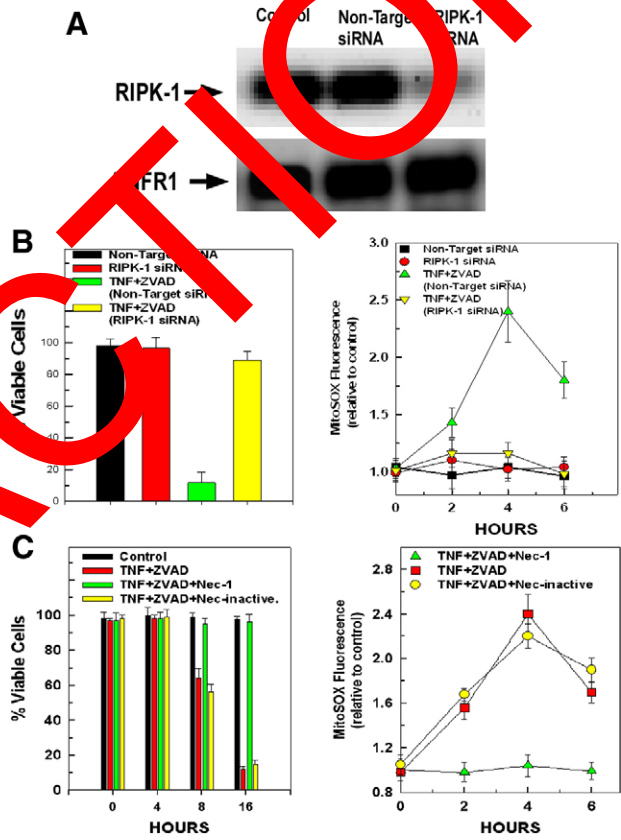 A
Non-Target
RIPK-1
siRNA
RIPK-1
B
Non-Target siRNA
RIPK-1 siRNA
TNF+ZVAD
TNF+ZVAD
(RIPK-1 siRNA)
100
80
20
0
Viable Cells
3.0
2.5
2.0
1.5
1.0
MitoSOX Fluorescence
(relative to control)
Non-Target siRNA
RIPK-1 siRNA
TNF+ZVAD
(Non-Target siRNA)
TNF+ZVAD
(RIPK-1 siRNA)
0 2 4 6
HOURS
C
% Viable Cells
100
80
60
40
20
0
Control
TNF+ZVAD
TNF+ZVAD+Nec-1
TNF+ZVAD+Nec-inactive.
0 4 8 16
HOURS
MitoSOX Fluorescence
(relative to control)
2.8
2.4
2.0
1.6
1.2
0.8
TNF+ZVAD+Nec-1
TNF+ZVAD
TNF+ZVAD+Nec-inactive
0 2 4 6
HOURS